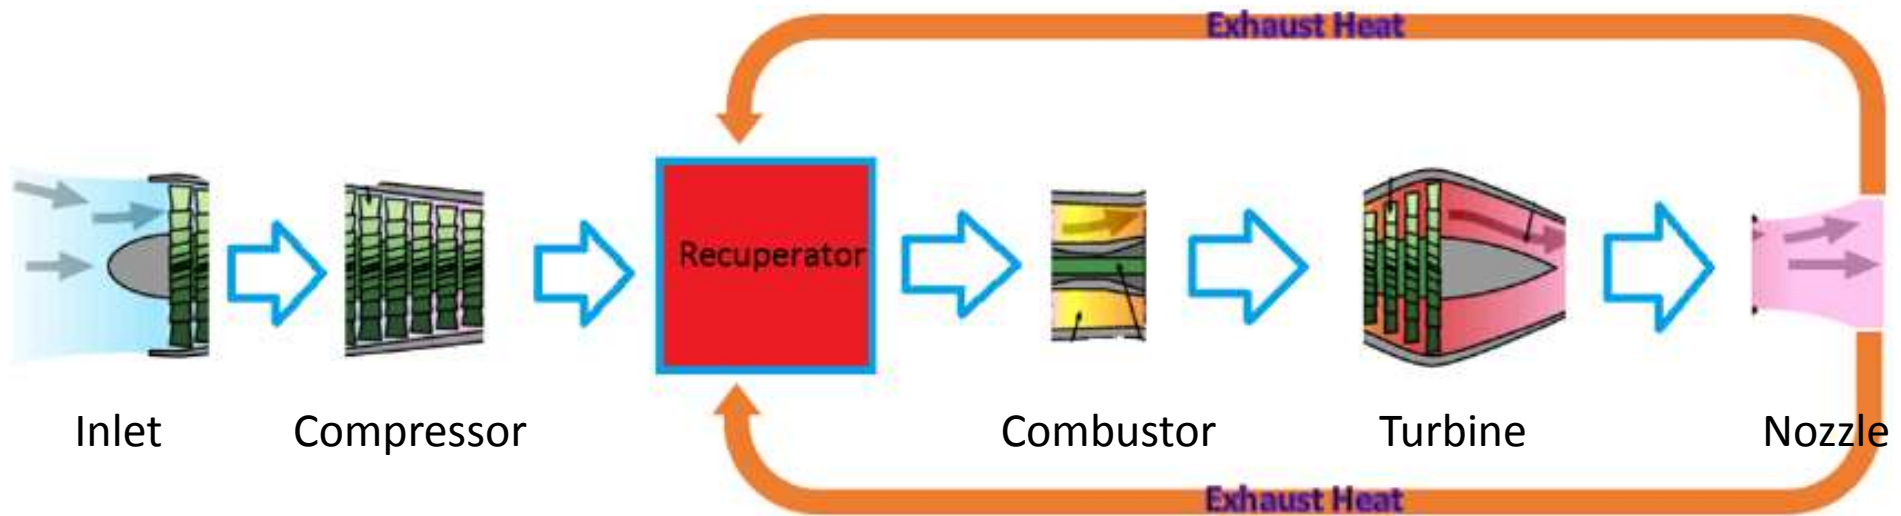 Exhaust Heat
Recuperator
Inlet
Compressor
Combustor
Turbine
Nozzle
Exhaust Heat